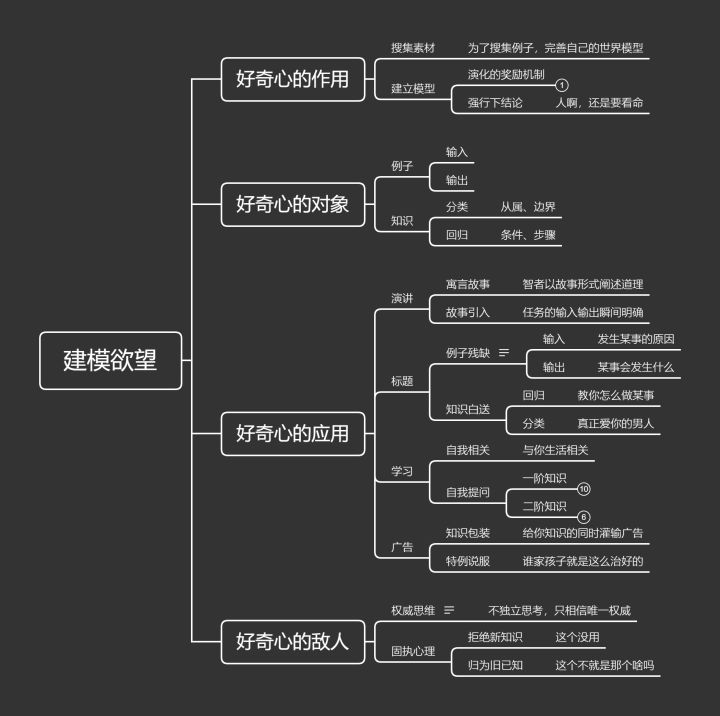 建模欲望
好奇心的作用
搜集素材 为了搜集例子，完善自己的世界模型
建立模型
演化的奖励机制 1
强行下结论 人啊，还是要看命
好奇心的对象
例子
输入
输出
知识
分类 从属、边界
回归 条件、步骤
好奇心的应用
演讲
寓言故事 智者以故事形式阐述道理
故事引入 任务的输入输出瞬间明确
标题
例子残缺
输入 发生某事的原因
输出 某事会发生什么
知识白送
回归 教你怎么做某事
分类 真正爱你的男人
学习
自我相关 与你生活相关
自我提问
一阶知识 10
二阶知识 6
广告
知识包装 给你知识的同时灌输广告
特例说服 谁家孩子就是这么治好的
好奇心的敌人
权威思维 不独立思考，只相信唯一权威
固执心理
拒绝新知识 这个没用
归为旧已知 这个不就是那个啥吗